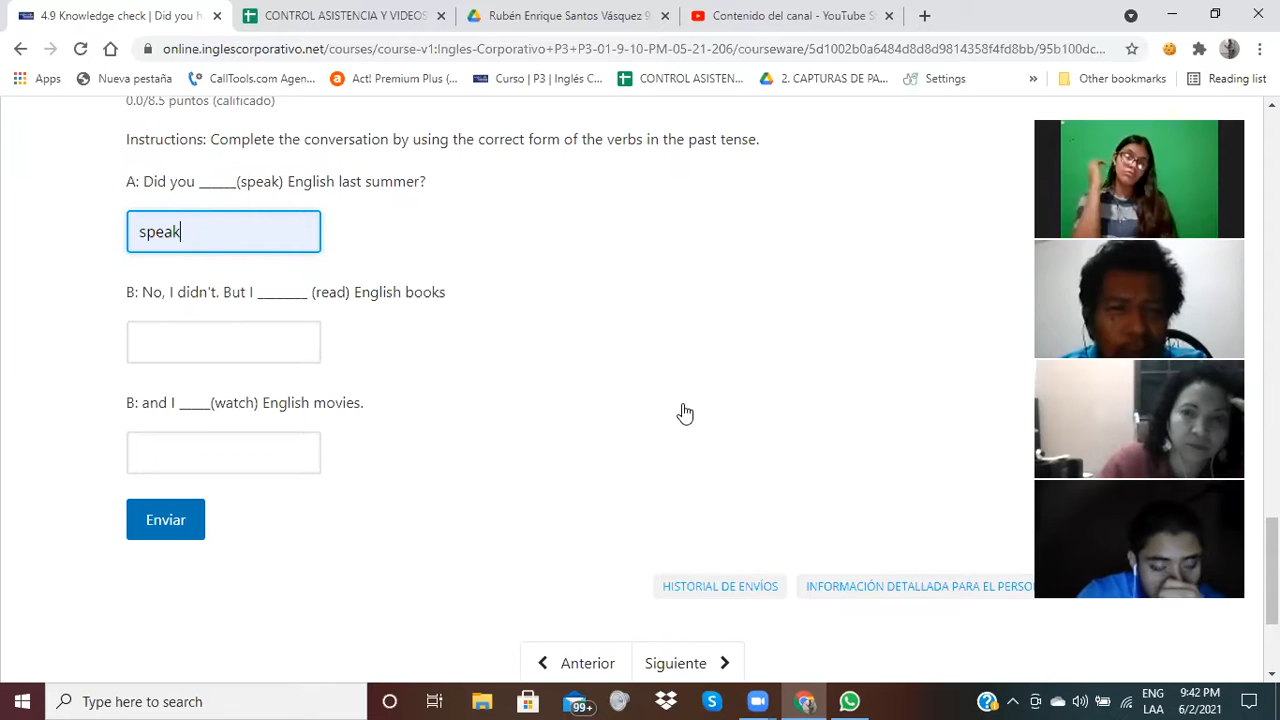 4.9 Knowledge check | Did you h
CONTROL ASISTENCIA Y VIDEOS
Rubén Enrique Santos Vásquez 9
Contenido del canal - YouTube S
online.inglescorporativo.net/courses/course-v1:Ingles-Corporativo+P3+P3-01-9-10-PM-05-21-206/courseware/5d1002b0a6484d8d8d9814358f4fd8bb/95b100dc...
Apps
Nueva pestaña
CallTools.com Agen...
Act! Premium Plus (...
Curso | P3 | Inglés C...
CONTROL ASISTEN...
2. CAPTURAS DE PA...
Settings
»
Other bookmarks
Reading list
0.0/8.5 puntos (calificado)
Instructions: Complete the conversation by using the correct form of the verbs in the past tense.
A: Did you ______(speak) English last summer?
speak
B: No, I didn't. But I ________ (read) English books
B: and I _____(watch) English movies.
Enviar
HISTORIAL DE ENVÍOS
INFORMACIÓN DETALLADA PARA EL PERSO
Anterior
Siguiente
Type here to search
99+
ENG
LAA
9:42 PM
6/2/2021